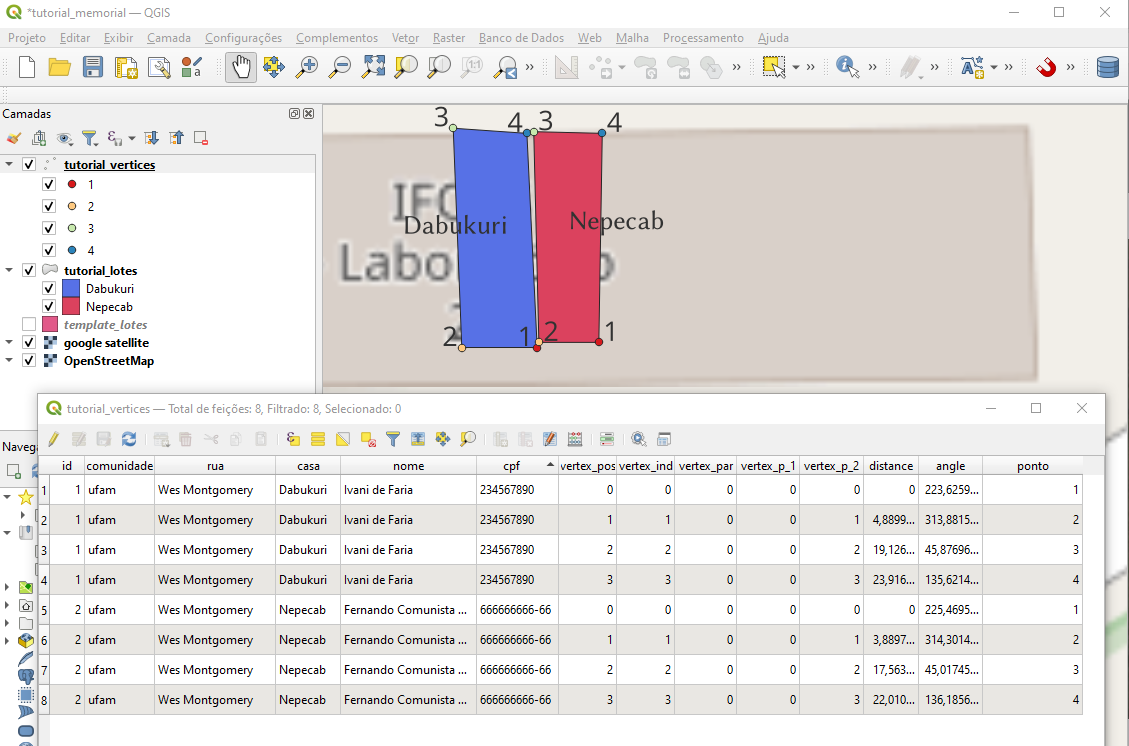 *tutorial_memorial — QGIS
Projeto Editar Exibir Camada Configurações Complementos Vetor Raster Banco de Dados Web Malha Processamento Ajuda
Camadas
tutorial_vertices
1
2
3
4
tutorial_lotes
Dabukuri
Nepecab
template_lotes
google satellite
OpenStreetMap
3 4 3 4
Dabukuri Nepecab
2 1 2 1
tutorial_vertices — Total de feições: 8, Filtrado: 8, Selecionado: 0
id comunidade rua casa nome cpf vertex_pos vertex_ind vertex_par vertex_p_1 vertex_p_2 distance angle ponto
1 1 ufam Wes Montgomery Dabukuri Ivani de Faria 234567890 0 0 0 0 0 0 223,6259... 1
2 1 ufam Wes Montgomery Dabukuri Ivani de Faria 234567890 1 1 0 0 1 4,8899... 313,8815... 2
3 1 ufam Wes Montgomery Dabukuri Ivani de Faria 234567890 2 2 0 0 2 19,126... 45,87696... 3
4 1 ufam Wes Montgomery Dabukuri Ivani de Faria 234567890 3 3 0 0 3 23,916... 135,6214... 4
5 2 ufam Wes Montgomery Nepecab Fernando Comunista ... 666666666-66 0 0 0 0 0 0 225,4695... 1
6 2 ufam Wes Montgomery Nepecab Fernando Comunista ... 666666666-66 1 1 0 0 1 3,8897... 314,3014... 2
7 2 ufam Wes Montgomery Nepecab Fernando Comunista ... 666666666-66 2 2 0 0 2 17,563... 45,01745... 3
8 2 ufam Wes Montgomery Nepecab Fernando Comunista ... 666666666-66 3 3 0 0 3 22,010... 136,1856... 4